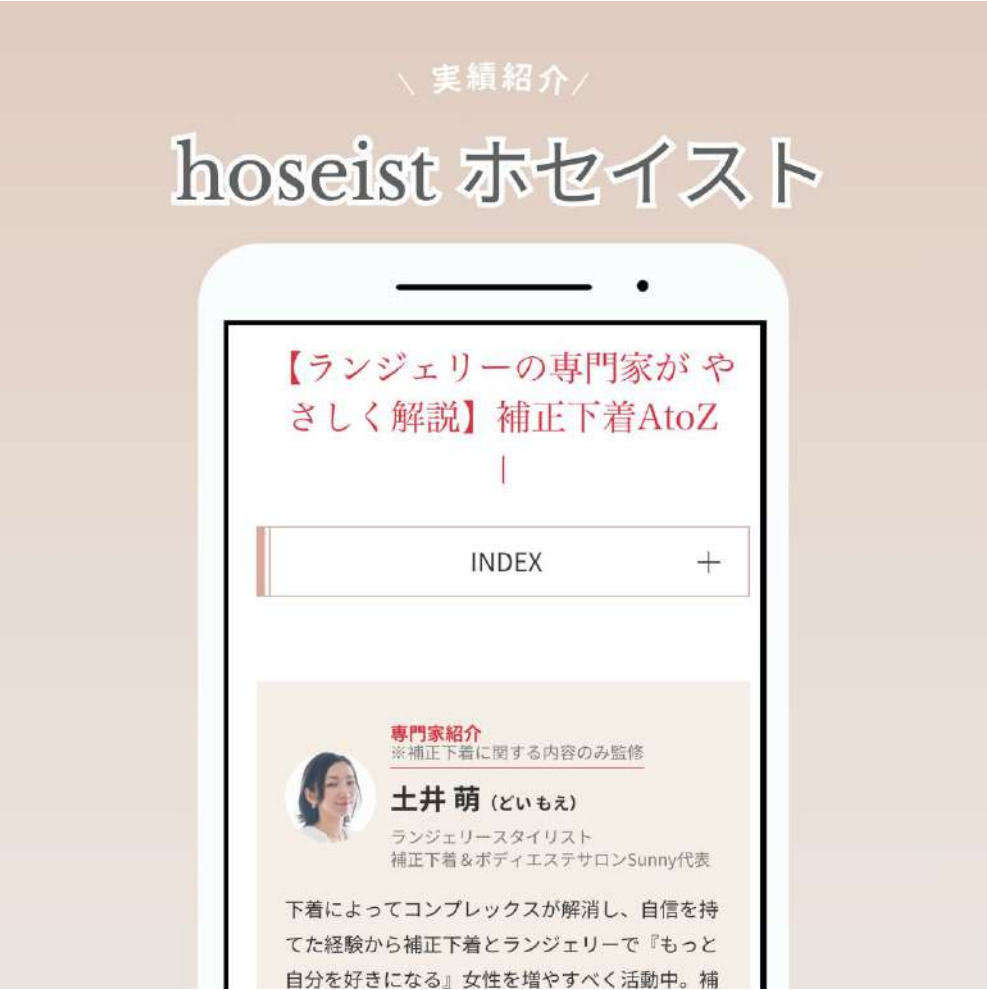 \ 実績紹介 /
hoseist ホセイスト
【ランジェリーの専門家が や
さしく解説】補正下着AtoZ
|
INDEX +
専門家紹介
※補正下着に関する内容のみ監修
土井 萌（どい もえ）
ランジェリースタイリスト
補正下着＆ボディエステサロンSunny代表
下着によってコンプレックスが解消し、自信を持
てた経験から補正下着とランジェリーで『もっと
自分を好きになる』女性を増やすべく活動中。補